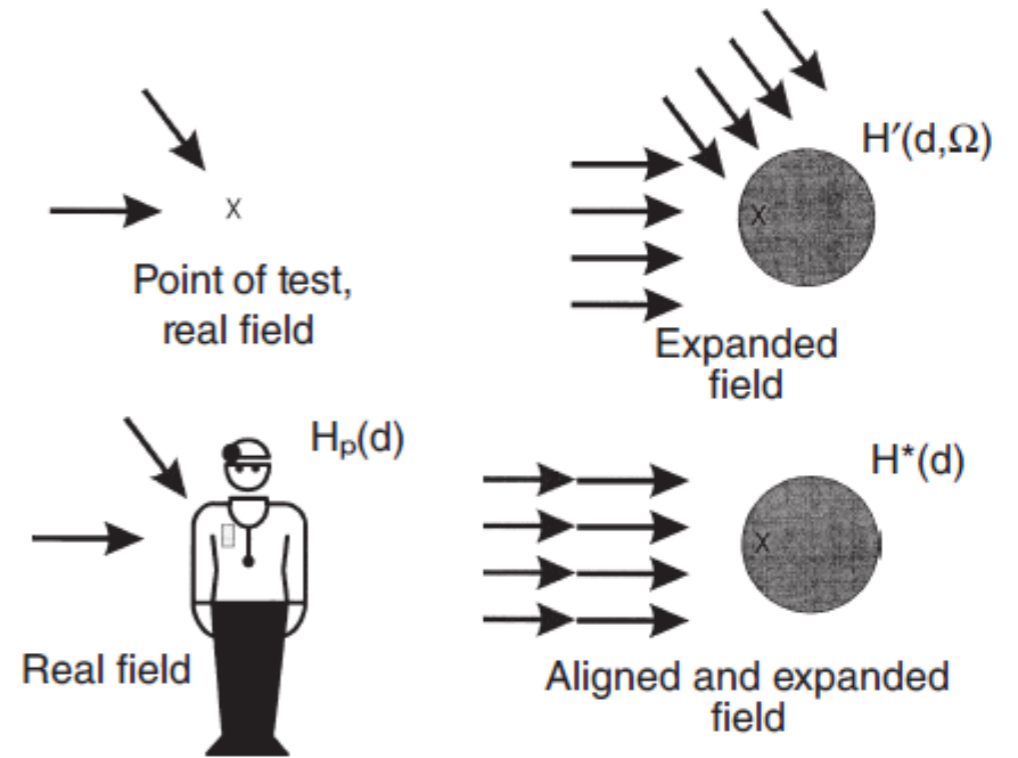 X
Point of test,
real field
H′(d,Ω)
X
Expanded
field
Hₚ(d)
Real field
H*(d)
X
Aligned and expanded
field